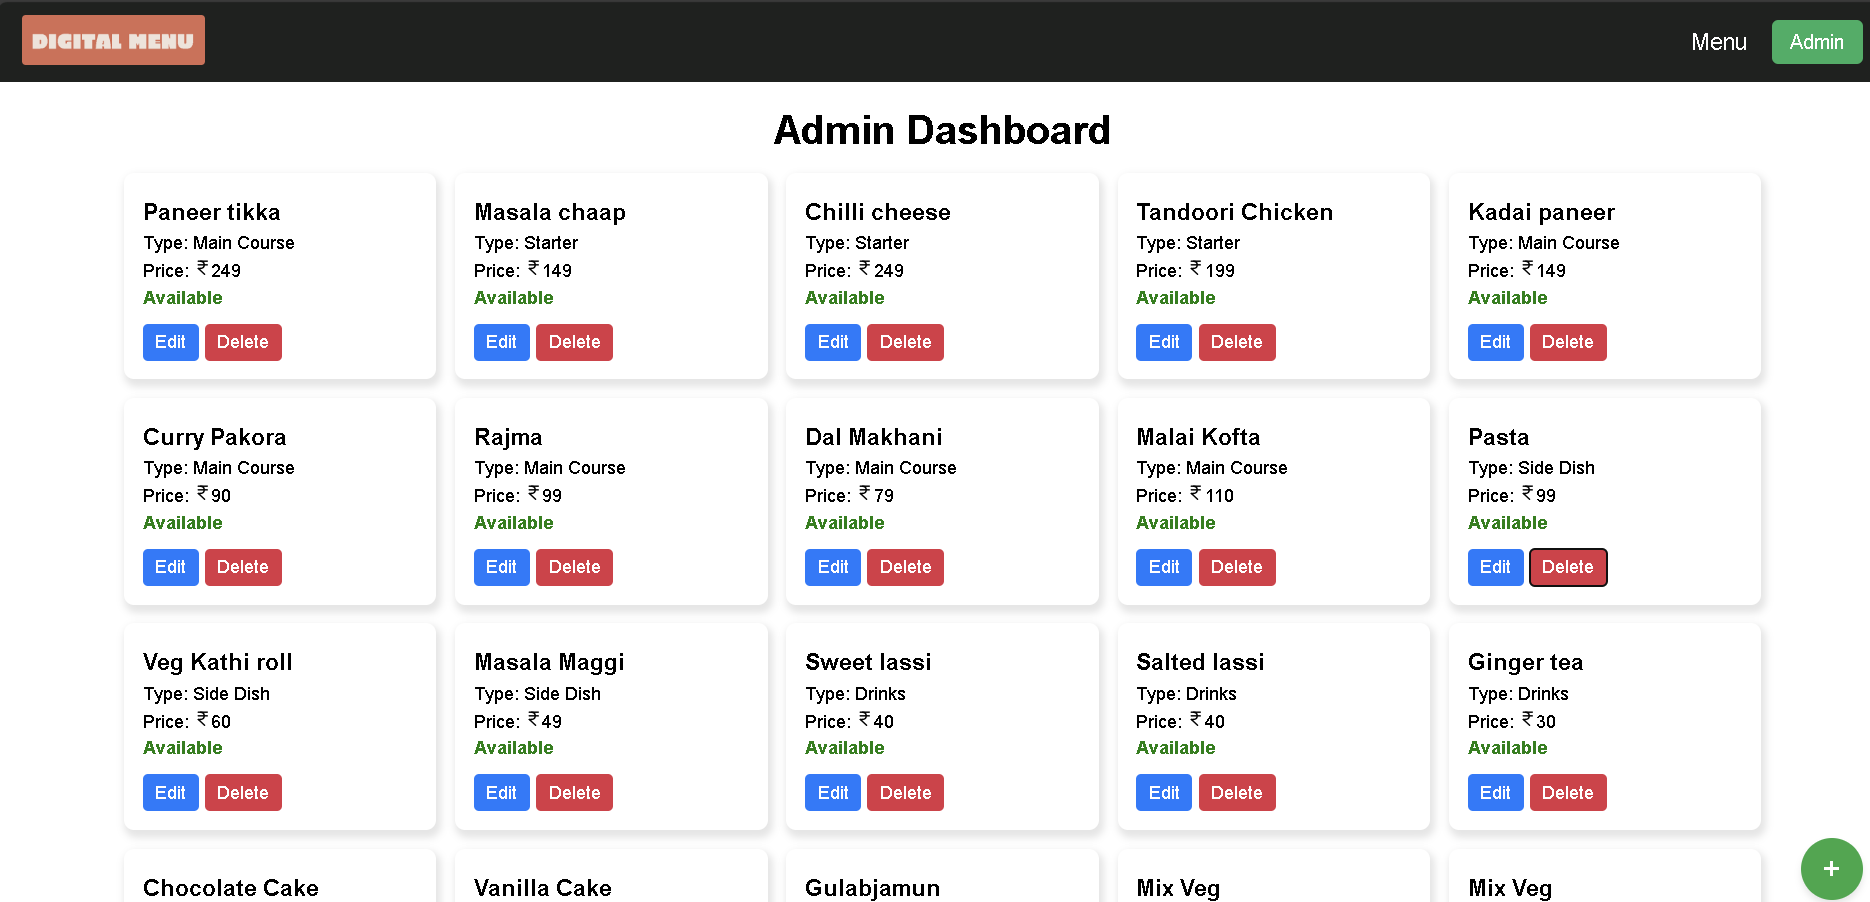 DIGITAL MENU
Menu
Admin
Admin Dashboard
Paneer tikka
Type: Main Course
Price: ₹249
Available
Edit Delete
Masala chaap
Type: Starter
Price: ₹149
Available
Edit Delete
Chilli cheese
Type: Starter
Price: ₹249
Available
Edit Delete
Tandoori Chicken
Type: Starter
Price: ₹199
Available
Edit Delete
Kadai paneer
Type: Main Course
Price: ₹149
Available
Edit Delete
Curry Pakora
Type: Main Course
Price: ₹90
Available
Edit Delete
Rajma
Type: Main Course
Price: ₹99
Available
Edit Delete
Dal Makhani
Type: Main Course
Price: ₹79
Available
Edit Delete
Malai Kofta
Type: Main Course
Price: ₹110
Available
Edit Delete
Pasta
Type: Side Dish
Price: ₹99
Available
Edit Delete
Veg Kathi roll
Type: Side Dish
Price: ₹60
Available
Edit Delete
Masala Maggi
Type: Side Dish
Price: ₹49
Available
Edit Delete
Sweet lassi
Type: Drinks
Price: ₹40
Available
Edit Delete
Salted lassi
Type: Drinks
Price: ₹40
Available
Edit Delete
Ginger tea
Type: Drinks
Price: ₹30
Available
Edit Delete
Chocolate Cake
Vanilla Cake
Gulabjamun
Mix Veg
Mix Veg
+